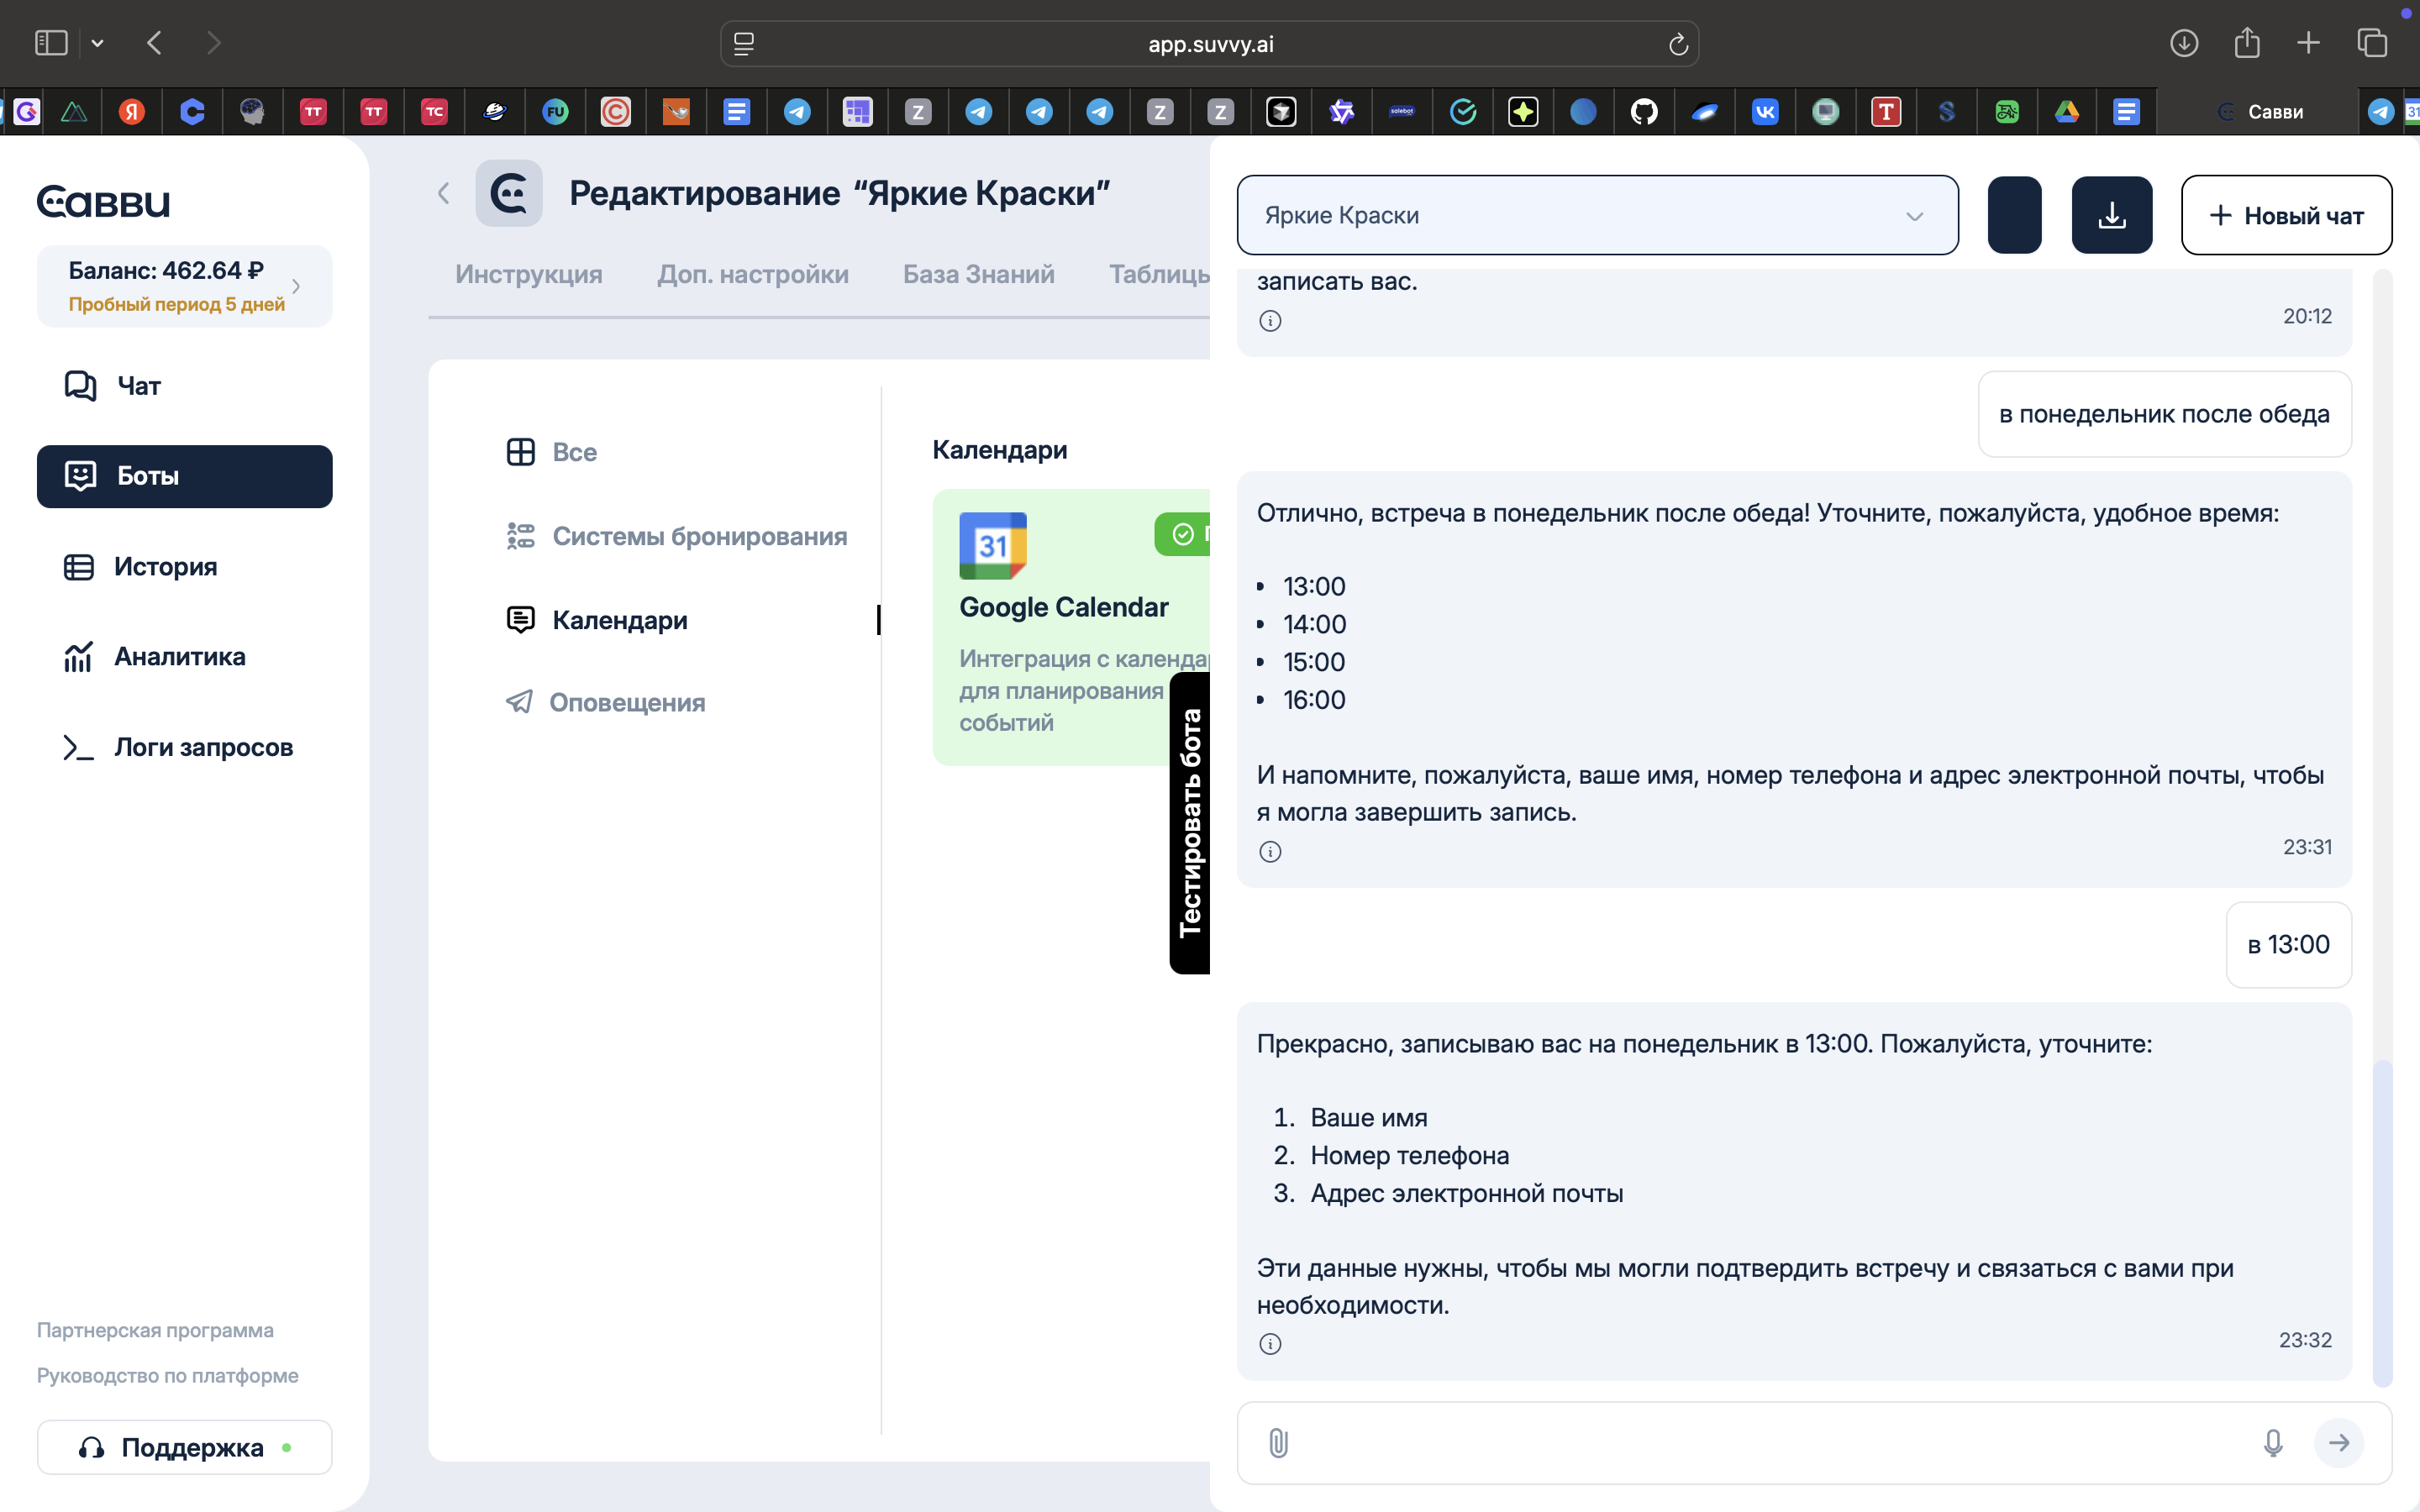 app.suvvy.ai
Савви
Савви
Баланс: 462.64 ₽
Пробный период 5 дней
Чат
Боты
История
Аналитика
Логи запросов
Партнерская программа
Руководство по платформе
Поддержка
Редактирование “Яркие Краски”
Инструкция
Доп. настройки
База Знаний
Таблицы
Все
Системы бронирования
Календари
Оповещения
Календари
31
Google Calendar
Интеграция с календа
для планирования
событий
Тестировать бота
Яркие Краски
Новый чат
записать вас.
20:12
в понедельник после обеда
Отлично, встреча в понедельник после обеда! Уточните, пожалуйста, удобное время:
• 13:00
• 14:00
• 15:00
• 16:00
И напомните, пожалуйста, ваше имя, номер телефона и адрес электронной почты, чтобы
я могла завершить запись.
23:31
в 13:00
Прекрасно, записываю вас на понедельник в 13:00. Пожалуйста, уточните:
1. Ваше имя
2. Номер телефона
3. Адрес электронной почты
Эти данные нужны, чтобы мы могли подтвердить встречу и связаться с вами при
необходимости.
23:32